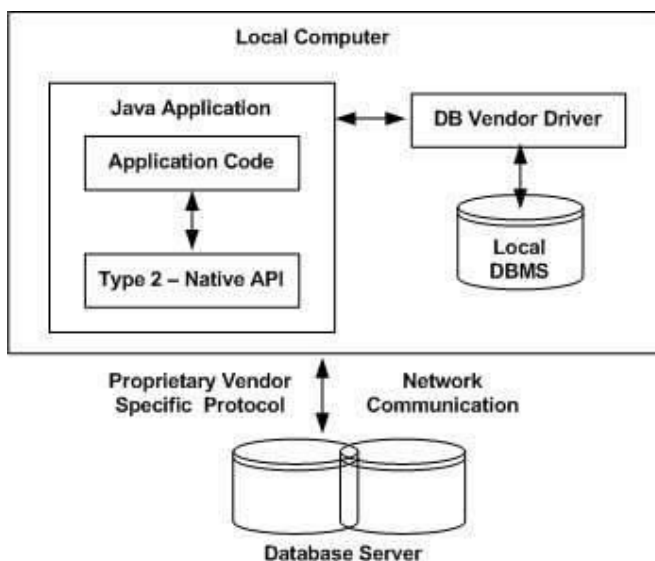 Local Computer
Java Application
DB Vendor Driver
Application Code
Type 2 – Native API
Local
DBMS
Proprietary Vendor
Specific Protocol
Network
Communication
Database Server